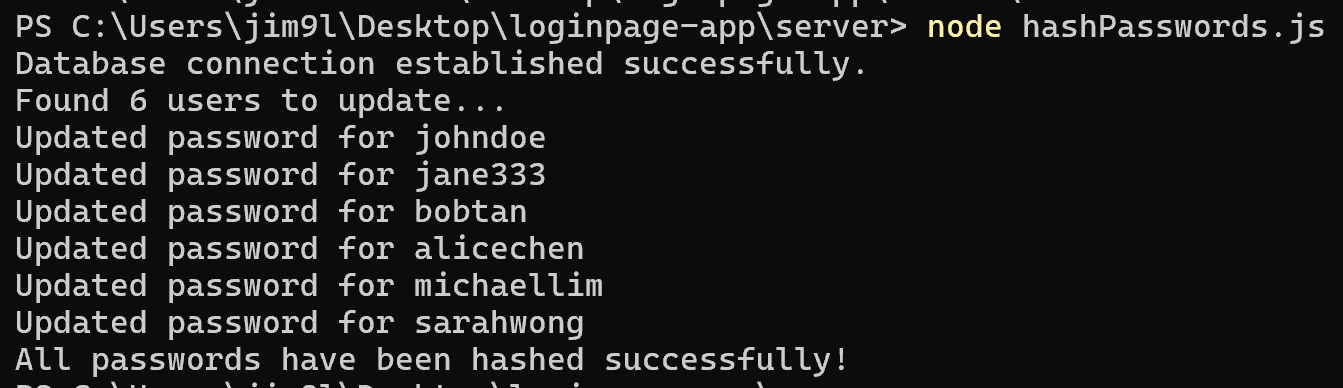 PS C:\Users\jim9l\Desktop\loginpage-app\server> node hashPasswords.js
Database connection established successfully.
Found 6 users to update...
Updated password for johndoe
Updated password for jane333
Updated password for bobtan
Updated password for alicechen
Updated password for michaellim
Updated password for sarahwong
All passwords have been hashed successfully!